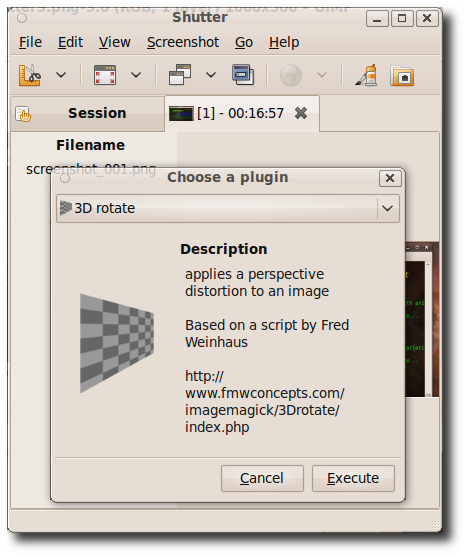 Shutter
File Edit View Screenshot Go Help
Session
[1] - 00:16:57
Filename
screenshot_001.png
Choose a plugin
3D rotate
Description
applies a perspective
distortion to an image
Based on a script by Fred
Weinhaus
http://
www.fmwconcepts.com/
imagemagick/3Drotate/
index.php
Cancel
Execute